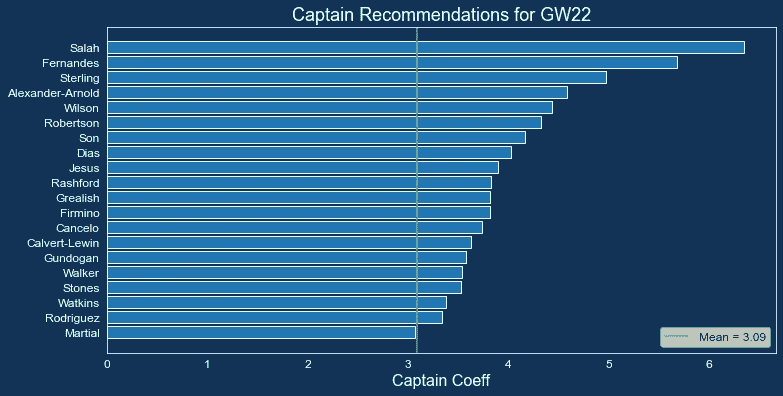 Captain Recommendations for GW22
Salah
Fernandes
Sterling
Alexander-Arnold
Wilson
Robertson
Son
Dias
Jesus
Rashford
Grealish
Firmino
Cancelo
Calvert-Lewin
Gundogan
Walker
Stones
Watkins
Rodriguez
Martial
Mean = 3.09
0 1 2 3 4 5 6
Captain Coeff